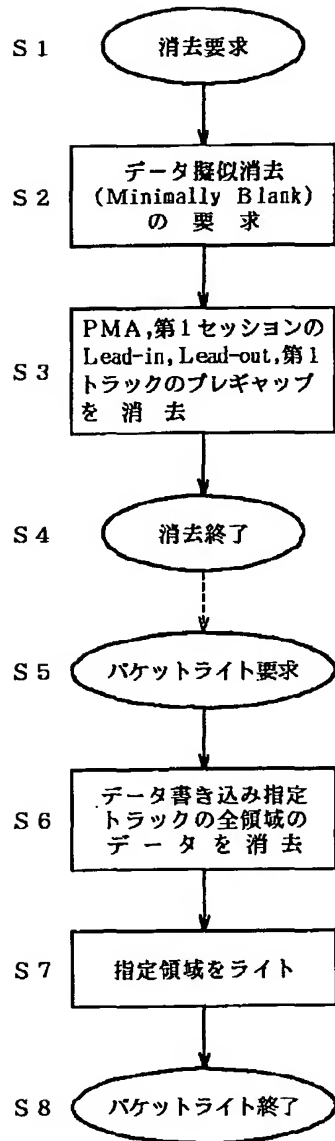 S1 消去要求
S2 データ擬似消去
(Minimally Blank)
の要求
S3 PMA,第1セッションの
Lead-in,Lead-out,第1
トラックのプレギャップ
を消去
S4 消去終了
S5 パケットライト要求
S6 データ書き込み指定
トラックの全領域の
データを消去
S7 指定領域をライト
S8 パケットライト終了